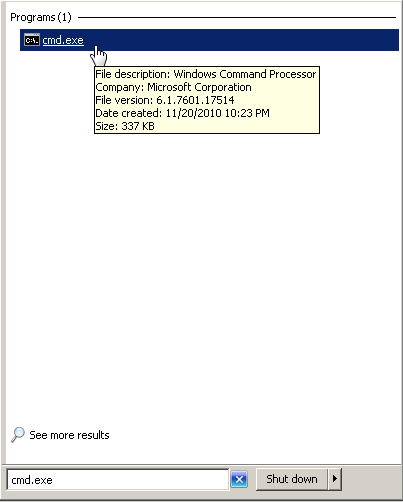 Programs (1)
C:\.
cmd.exe
File description: Windows Command Processor
Company: Microsoft Corporation
File version: 6.1.7601.17514
Date created: 11/20/2010 10:23 PM
Size: 337 KB
See more results
cmd.exe
Shut down